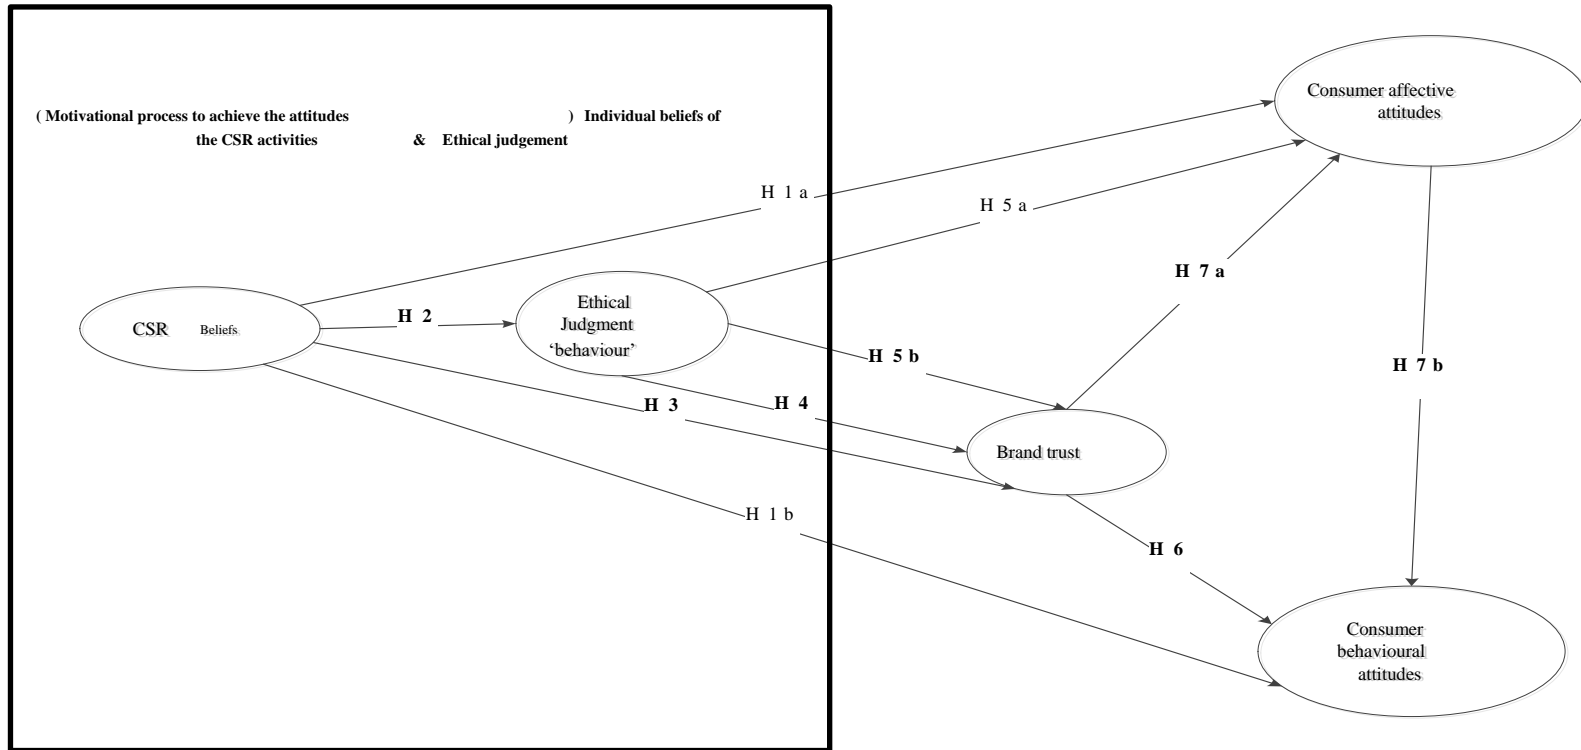 ( Motivational process to achieve the attitudes ) Individual beliefs of
the CSR activities & Ethical judgement
Consumer affective
attitudes
H 1 a
H 5 a
H 7 a
Ethical
Judgment
‘behaviour’
H 2
CSR Beliefs
H 5 b
H 7 b
H 4
H 3
Brand trust
H 1 b
H 6
Consumer
behavioural
attitudes